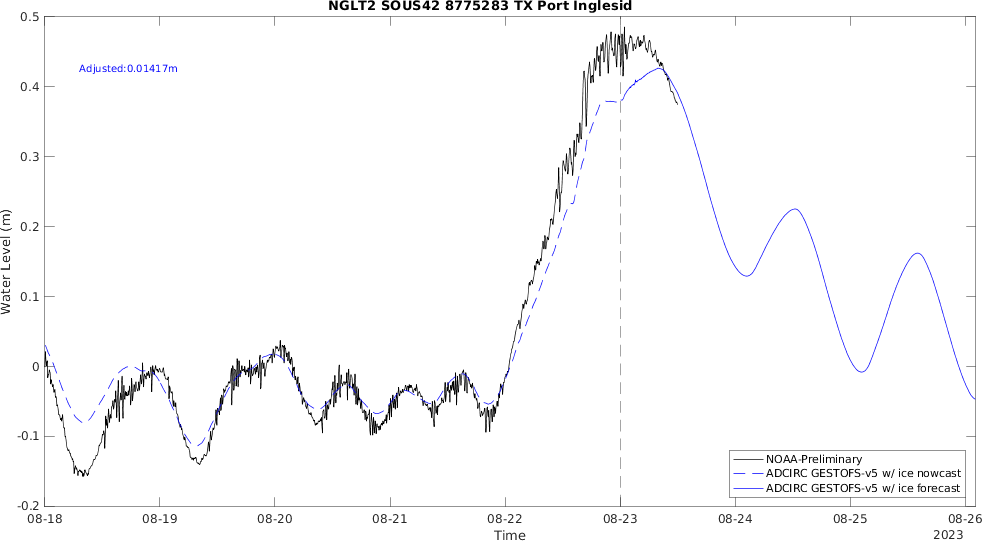 NGLT2 SOUS42 8775283 TX Port Inglesid
Adjusted:0.01417m
Water Level (m)
0.5
0.4
0.3
0.2
0.1
0
-0.1
-0.2
NOAA-Preliminary
ADCIRC GESTOFS-v5 w/ ice nowcast
ADCIRC GESTOFS-v5 w/ ice forecast
08-18 08-19 08-20 08-21 08-22 08-23 08-24 08-25 08-26
Time
2023